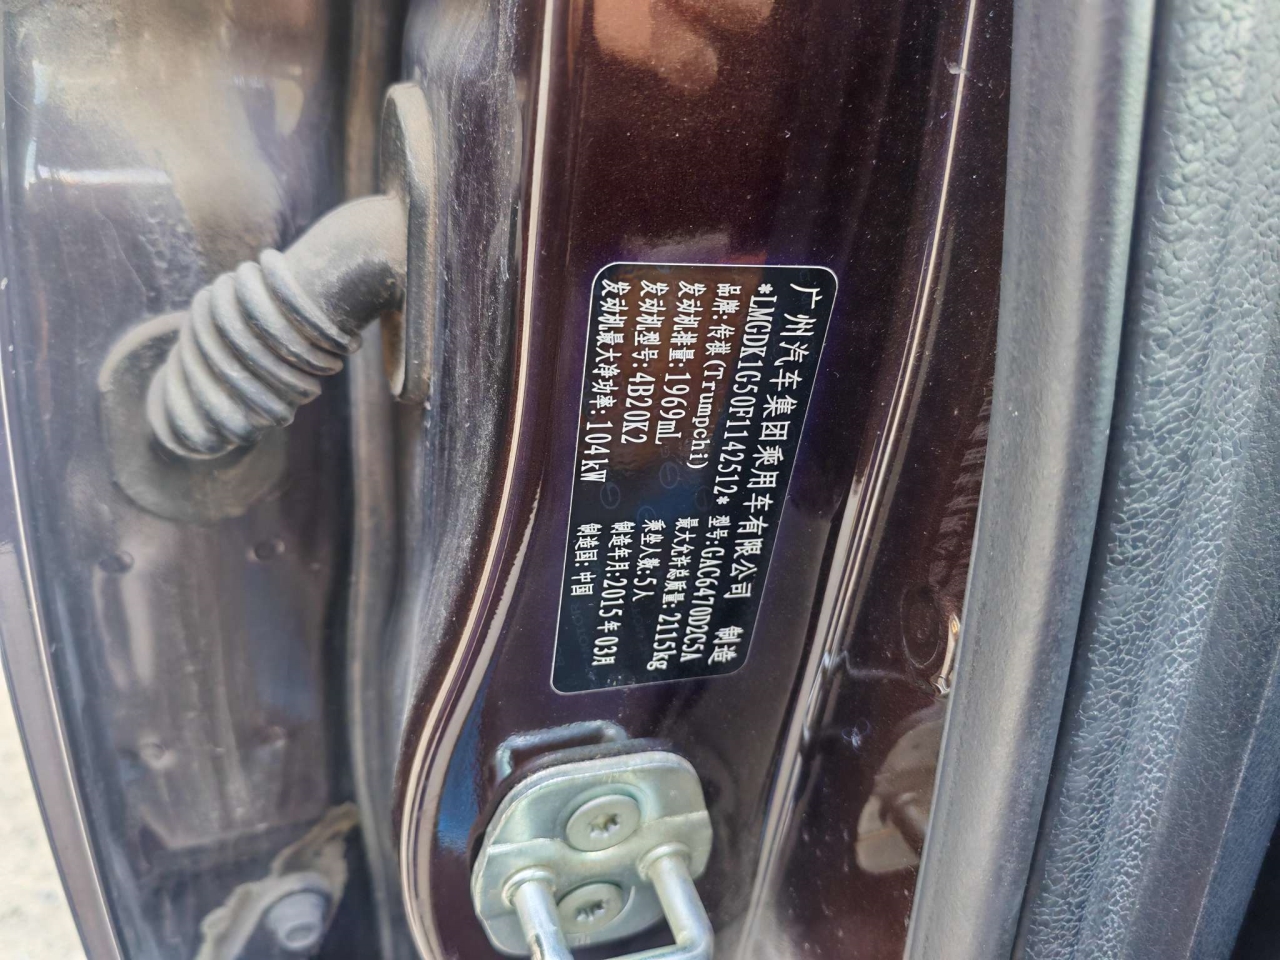 广州汽车集团乘用车有限公司 制造
*LMGDK1G50F1142512*
品牌:传祺(Trumpchi) 型号:GAC6470D2C5A
发动机排量:1969mL 最大允许总质量:2115kg
发动机型号:4B20K2 乘坐人数:5人
发动机最大净功率:104kW 制造年月:2015年03月
制造国:中国